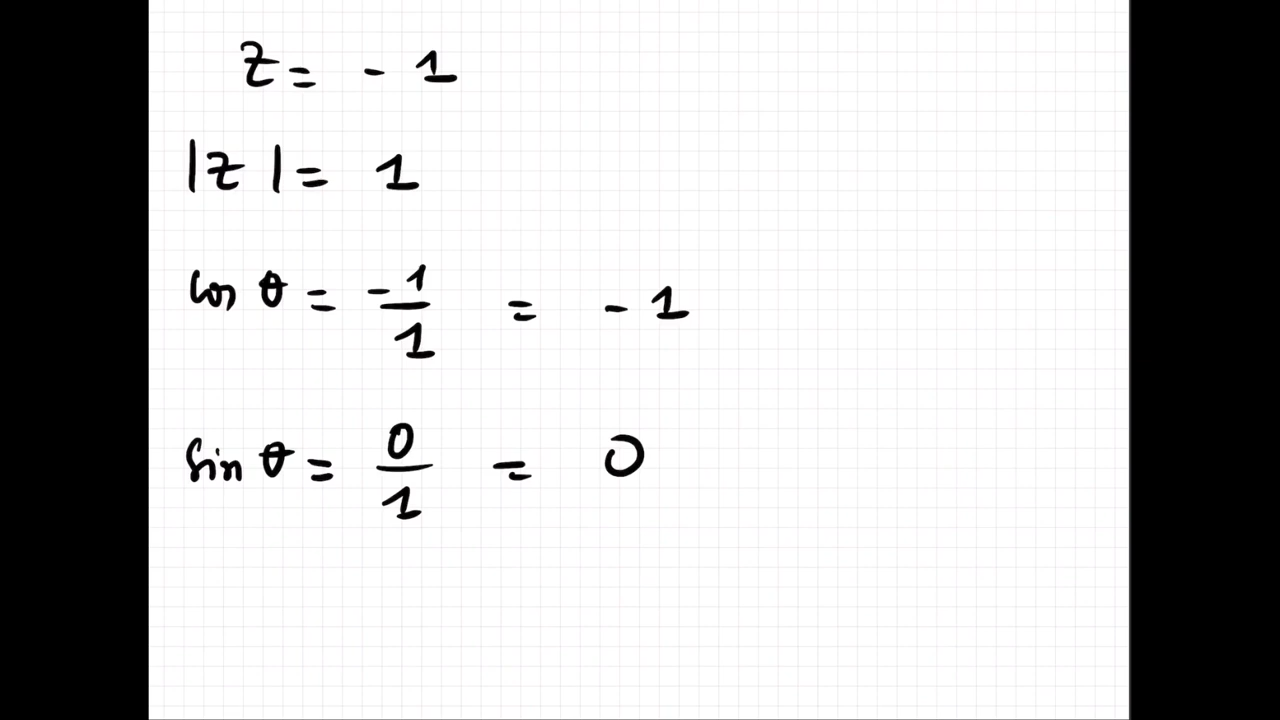 z = - 1
|z| = 1
cos θ = -1/1 = - 1
sin θ = 0/1 = 0